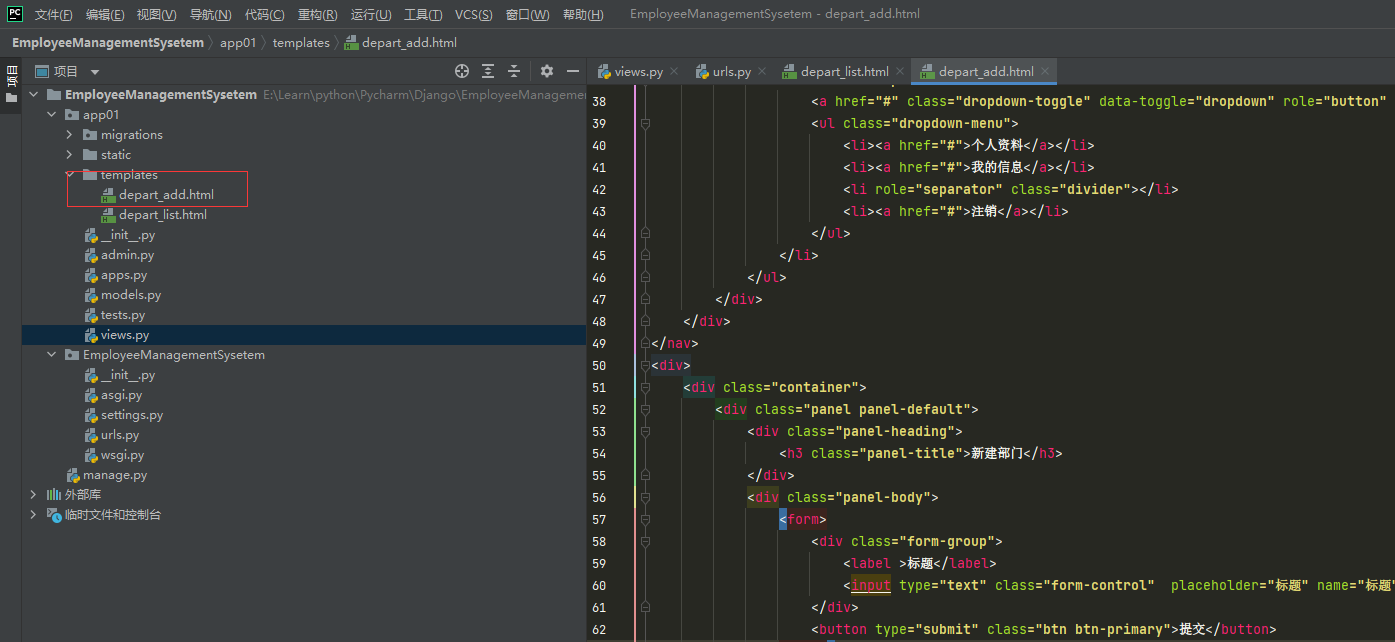 PC 文件(F) 编辑(E) 视图(V) 导航(N) 代码(C) 重构(R) 运行(U) 工具(T) VCS(S) 窗口(W) 帮助(H) EmployeeManagementSysetem - depart_add.html
EmployeeManagementSysetem app01 templates depart_add.html
项目
项目
views.py urls.py depart_list.html depart_add.html
EmployeeManagementSysetem E:\Learn\python\Pycharm\Django\EmployeeManageme
app01
migrations
static
templates
depart_add.html
depart_list.html
__init__.py
admin.py
apps.py
models.py
tests.py
views.py
EmployeeManagementSysetem
__init__.py
asgi.py
settings.py
urls.py
wsgi.py
manage.py
外部库
临时文件和控制台
38 <a href="#" class="dropdown-toggle" data-toggle="dropdown" role="button"
39 <ul class="dropdown-menu">
40 <li><a href="#">个人资料</a></li>
41 <li><a href="#">我的信息</a></li>
42 <li role="separator" class="divider"></li>
43 <li><a href="#">注销</a></li>
44 </ul>
45 </li>
46 </ul>
47 </div>
48 </div>
49 </nav>
50 <div>
51 <div class="container">
52 <div class="panel panel-default">
53 <div class="panel-heading">
54 <h3 class="panel-title">新建部门</h3>
55 </div>
56 <div class="panel-body">
57 <form>
58 <div class="form-group">
59 <label >标题</label>
60 <input type="text" class="form-control"  placeholder="标题" name="标题"
61 </div>
62 <button type="submit" class="btn btn-primary">提交</button>